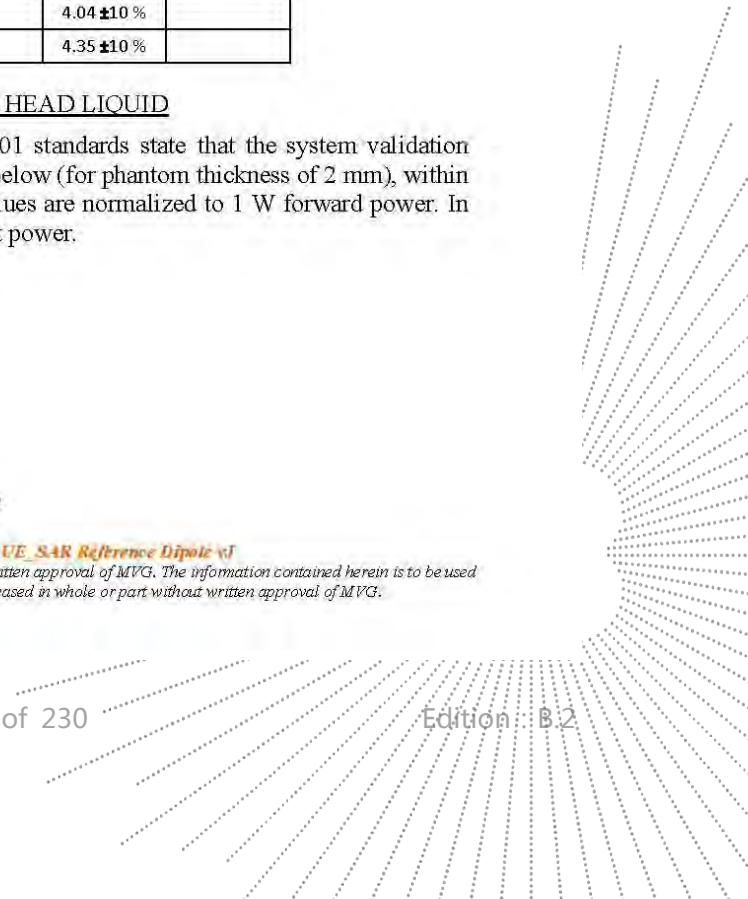 4.04 ±10 %
4.35 ±10 %
HEAD LIQUID
01 standards state that the system validation
elow (for phantom thickness of 2 mm), within
lues are normalized to 1 W forward power. In
power.
UE_SAR Reference Dipole vJ
itten approval of MVG. The information contained herein is to be used
eased in whole or part without written approval of MVG.
of 230
Edition: B.2